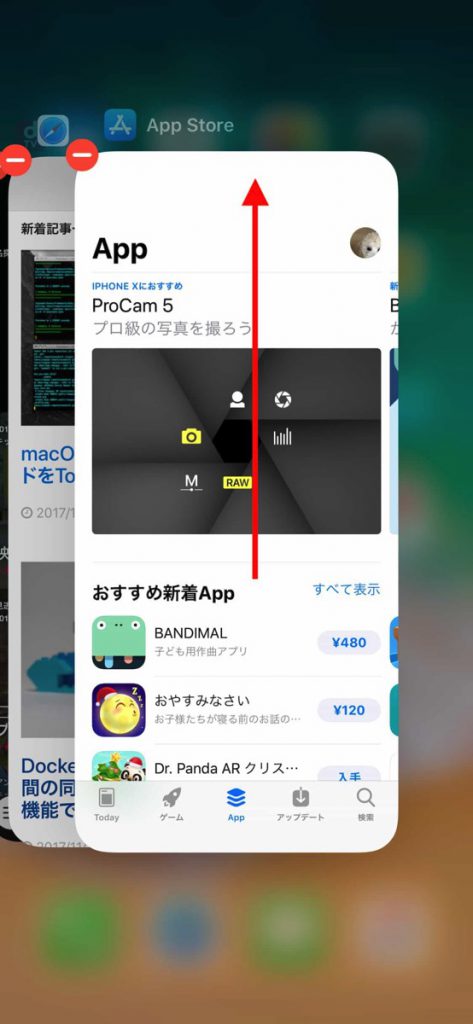 App Store
新着記事
App
IPHONE Xにおすすめ
ProCam 5
プロ級の写真を撮ろう
M
RAW
macO
ドをTo
2017/1
おすすめ新着App
すべて表示
BANDIMAL
子ども用作曲アプリ
¥480
おやすみなさい
お子様たちが寝る前のお話の…
¥120
Dr. Panda AR クリス…
入手
Docke
間の同
機能で
Today
ゲーム
App
アップデート
検索